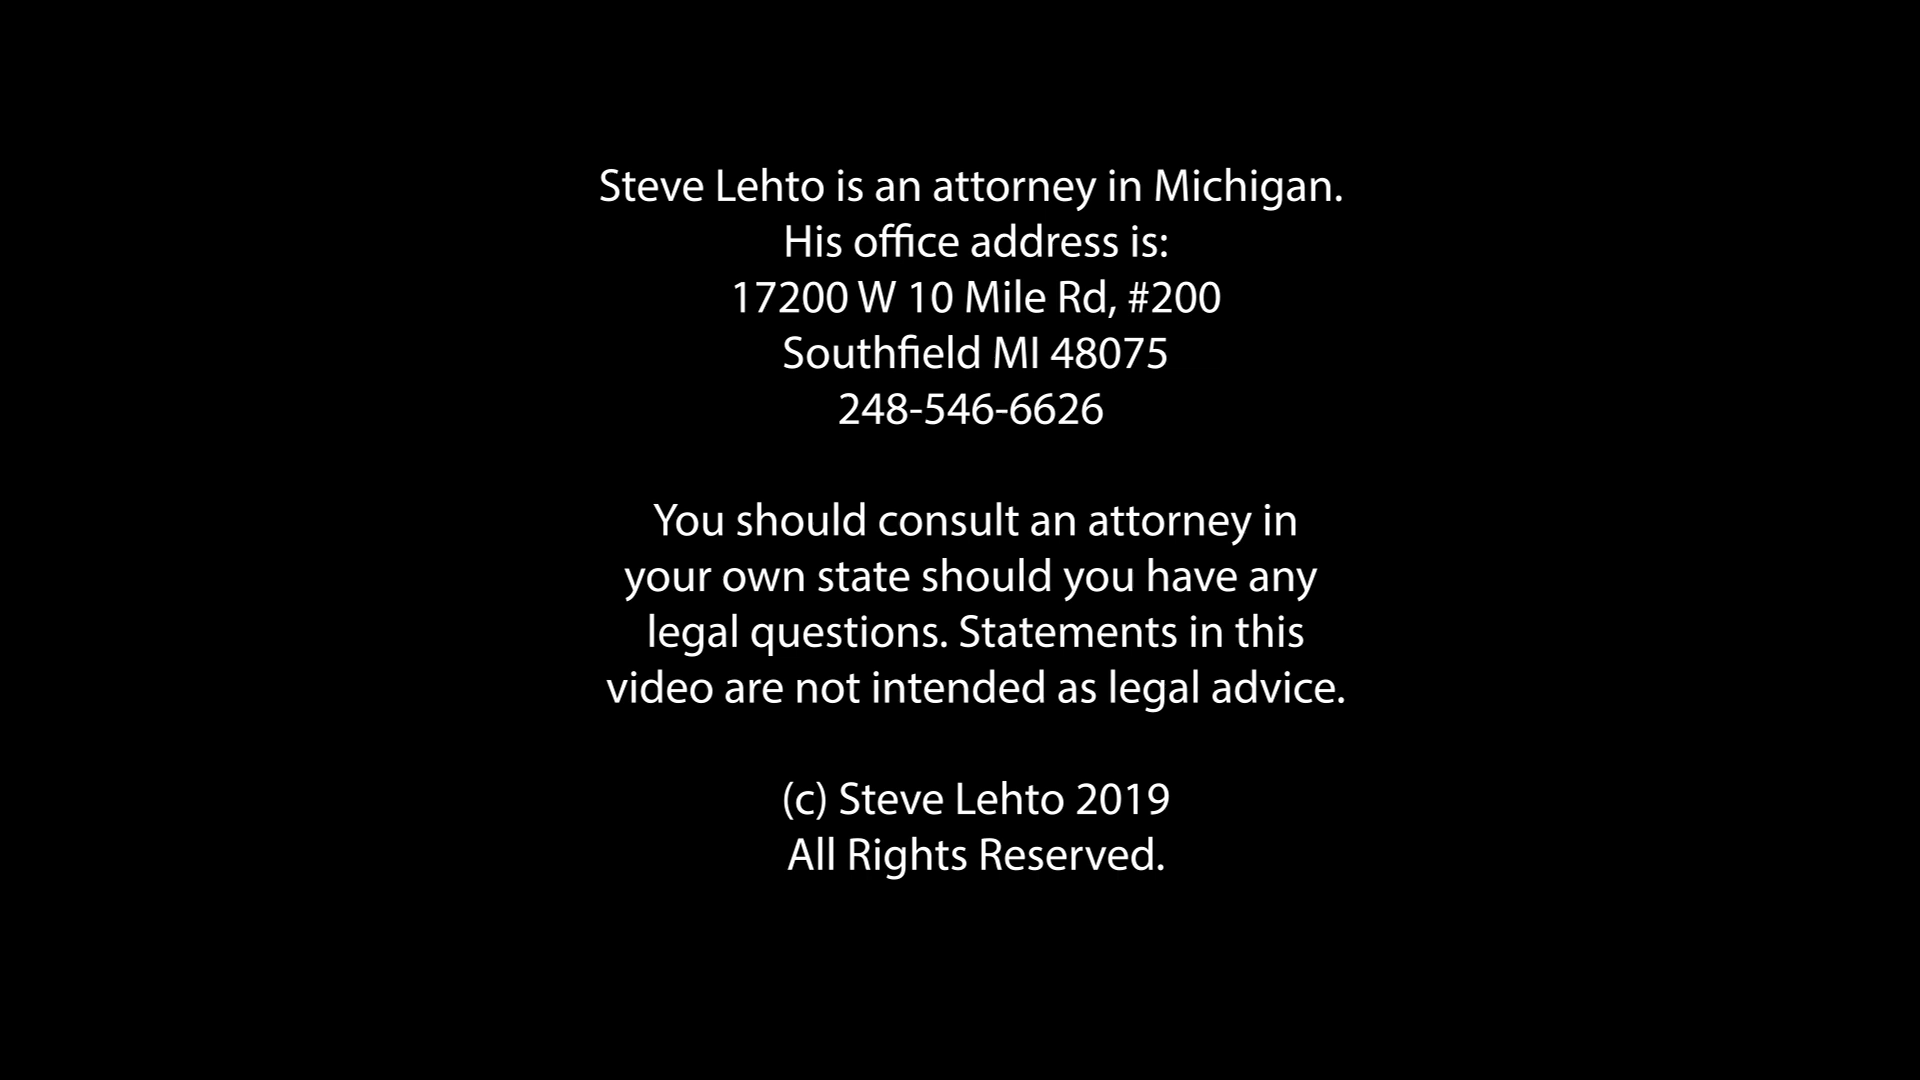 Steve Lehto is an attorney in Michigan.
His office address is:
17200 W 10 Mile Rd, #200
Southfield MI 48075
248-546-6626
You should consult an attorney in
your own state should you have any
legal questions. Statements in this
video are not intended as legal advice.
(c) Steve Lehto 2019
All Rights Reserved.